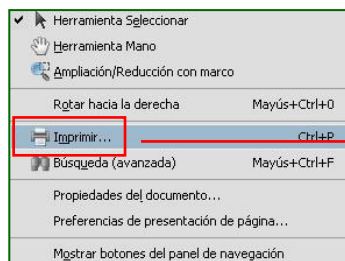 Herramienta Seleccionar
Herramienta Mano
Ampliación/Reducción con marco
Rotar hacia la derecha Mayús+Ctrl+0
Imprimir... Ctrl+P
Búsqueda (avanzada) Mayús+Ctrl+F
Propiedades del documento...
Preferencias de presentación de página...
Mostrar botones del panel de navegación